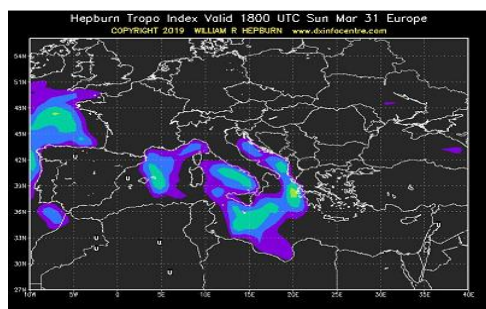 Hepburn Tropo Index Valid 1800 UTC Sun Mar 31 Europe
COPYRIGHT 2019 WILLIAM R HEPBURN www.dxinfocentre.com
54N
51N
48N
45N
42N
39N
36N
33N
30N
27N
10W 5W 0 5E 10E 15E 20E 25E 30E 35E 40E
U
U
U
U
U
U
U